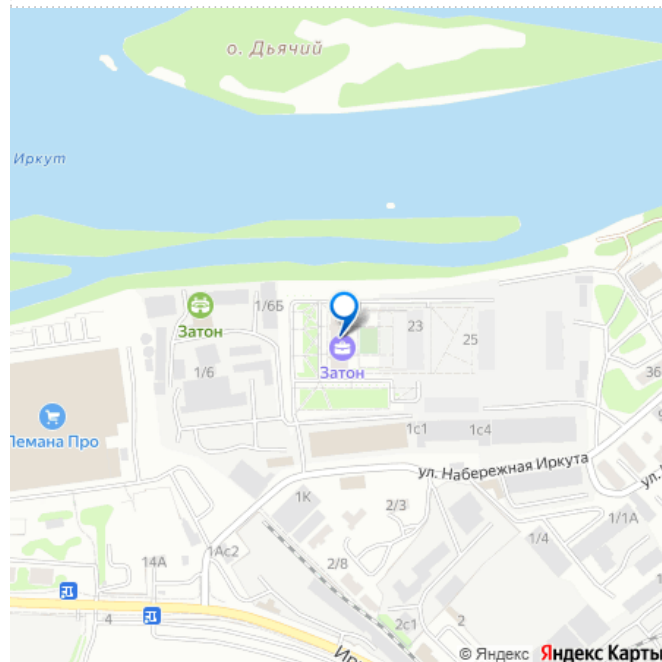 о. Дьячий
Иркут
1/6Б
Затон
23
25
Затон
1/6
36
Лемана Про
1с1
1с4
ул. Набережная Иркута
1К
2/3
1/1А
1/4
1Ас2
14А
2/8
4
2с1
2
© Яндекс Яндекс Карты